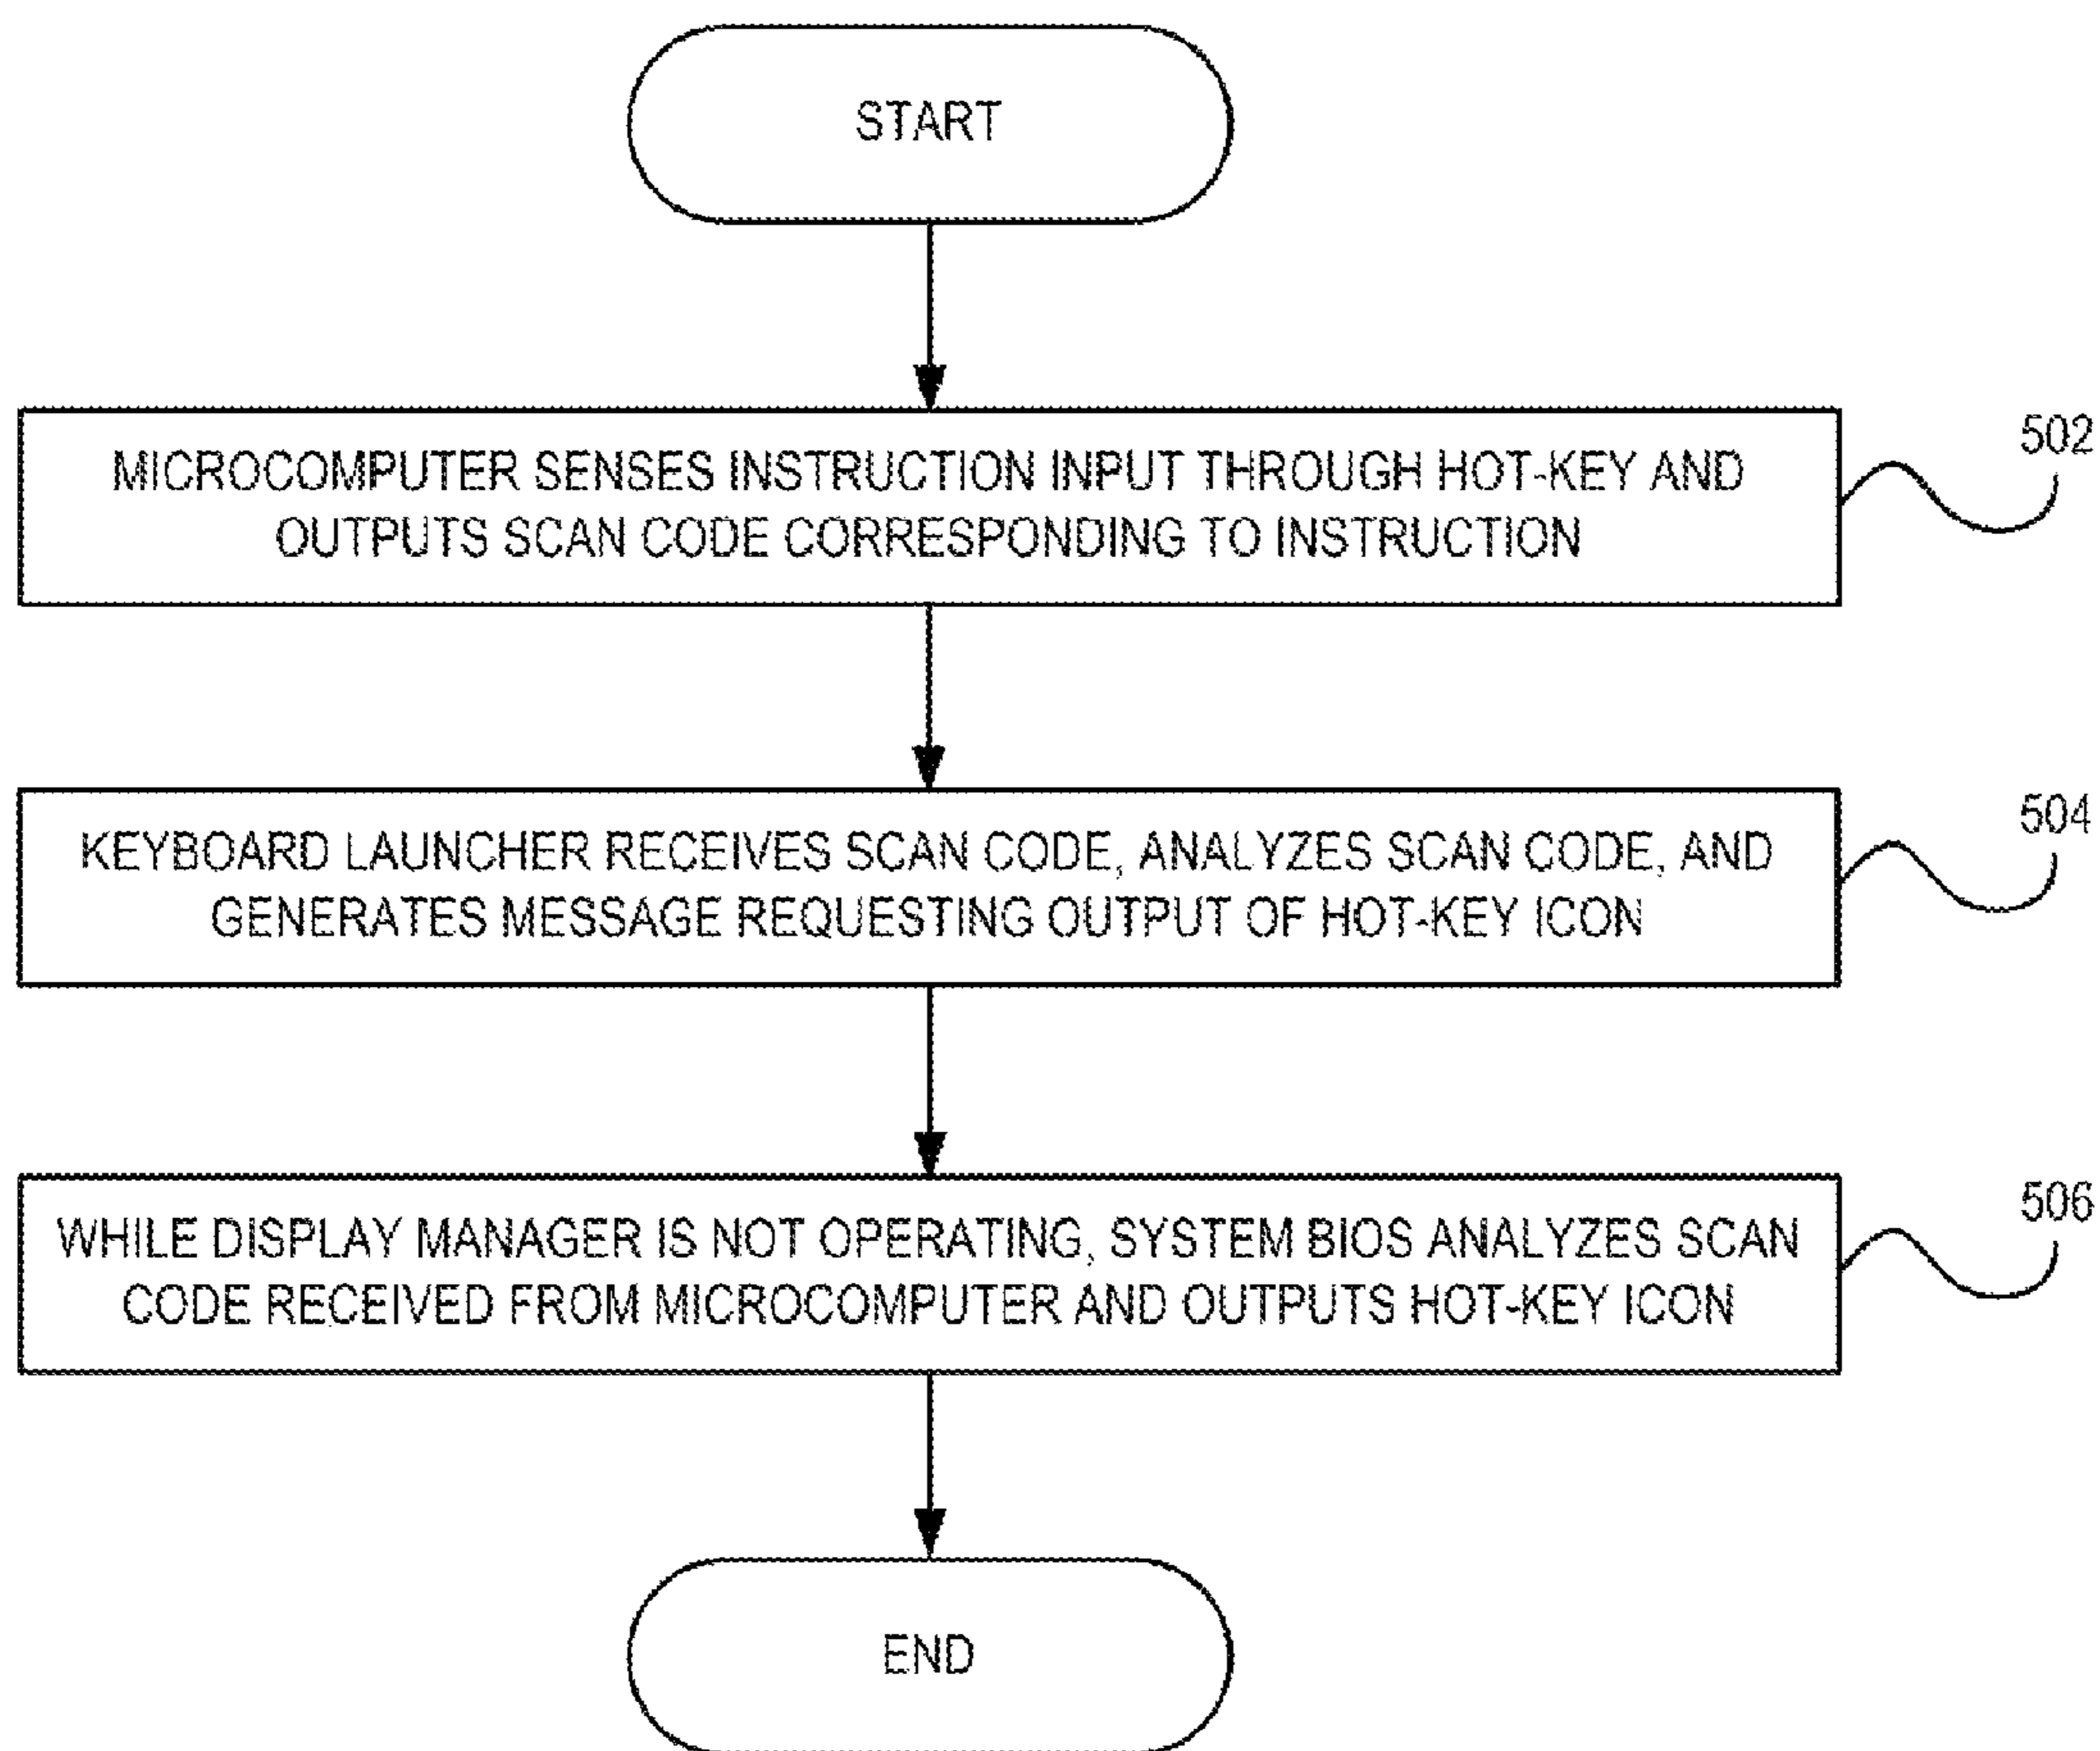 START
MICROCOMPUTER SENSES INSTRUCTION INPUT THROUGH HOT-KEY AND
OUTPUTS SCAN CODE CORRESPONDING TO INSTRUCTION
502
KEYBOARD LAUNCHER RECEIVES SCAN CODE, ANALYZES SCAN CODE, AND
GENERATES MESSAGE REQUESTING OUTPUT OF HOT-KEY ICON
504
WHILE DISPLAY MANAGER IS NOT OPERATING, SYSTEM BIOS ANALYZES SCAN
CODE RECEIVED FROM MICROCOMPUTER AND OUTPUTS HOT-KEY ICON
506
END